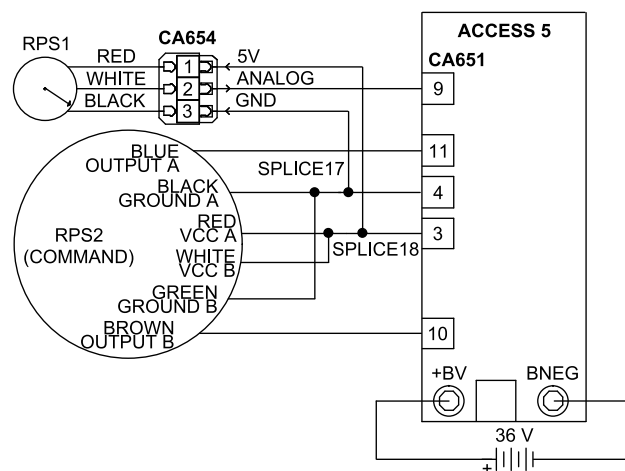 RPS1
CA654
RED
WHITE
BLACK
1
2
3
5V
ANALOG
GND
ACCESS 5
CA651
9
11
4
3
10
BLUE
OUTPUT A
BLACK
GROUND A
RED
VCC A
WHITE
VCC B
GREEN
GROUND B
BROWN
OUTPUT B
RPS2
(COMMAND)
SPLICE17
SPLICE18
+BV
BNEG
36 V
+